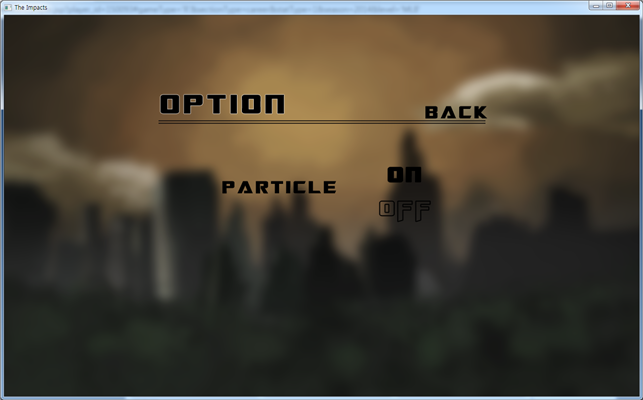 The Impacts
OPTION
BACK
PARTICLE
ON
OFF